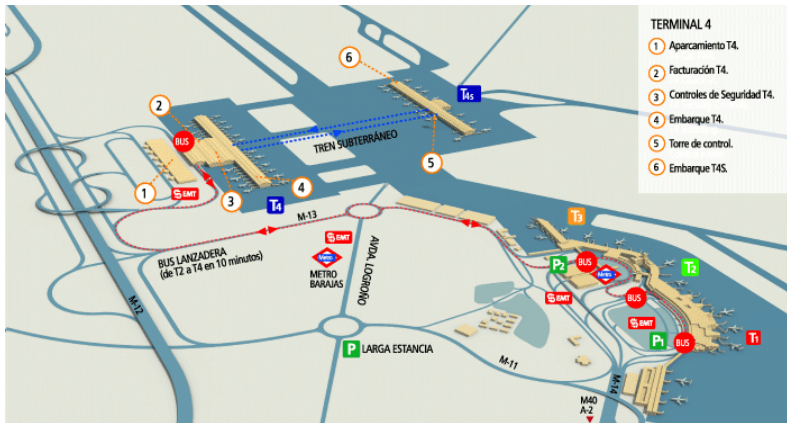 TERMINAL 4
1 Aparcamiento T4.
2 Facturación T4.
3 Controles de Seguridad T4.
4 Embarque T4.
5 Torre de control.
6 Embarque T4S.
6
T4s
2
BUS
TREN SUBTERRÁNEO
5
1
3
4
EMT
T4
M-13
T3
BUS LANZADERA
(de T2 a T4 en 10 minutos)
EMT
Metro
METRO
BARAJAS
AVDA. LOGROÑO
P2
BUS
Metro
T2
M-12
EMT
BUS
EMT
P LARGA ESTANCIA
P1
BUS
T1
M-11
M-14
M40
A-2